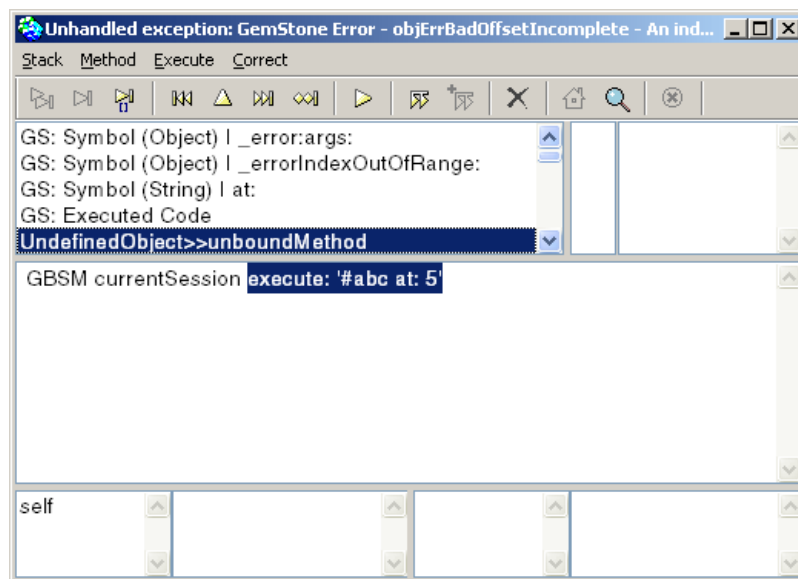 Unhandled exception: GemStone Error - objErrBadOffsetIncomplete - An ind...
Stack Method Execute Correct
GS: Symbol (Object) | _error:args:
GS: Symbol (Object) | _errorIndexOutOfRange:
GS: Symbol (String) | at:
GS: Executed Code
UndefinedObject>>unboundMethod
GBSM currentSession execute: '#abc at: 5'
self